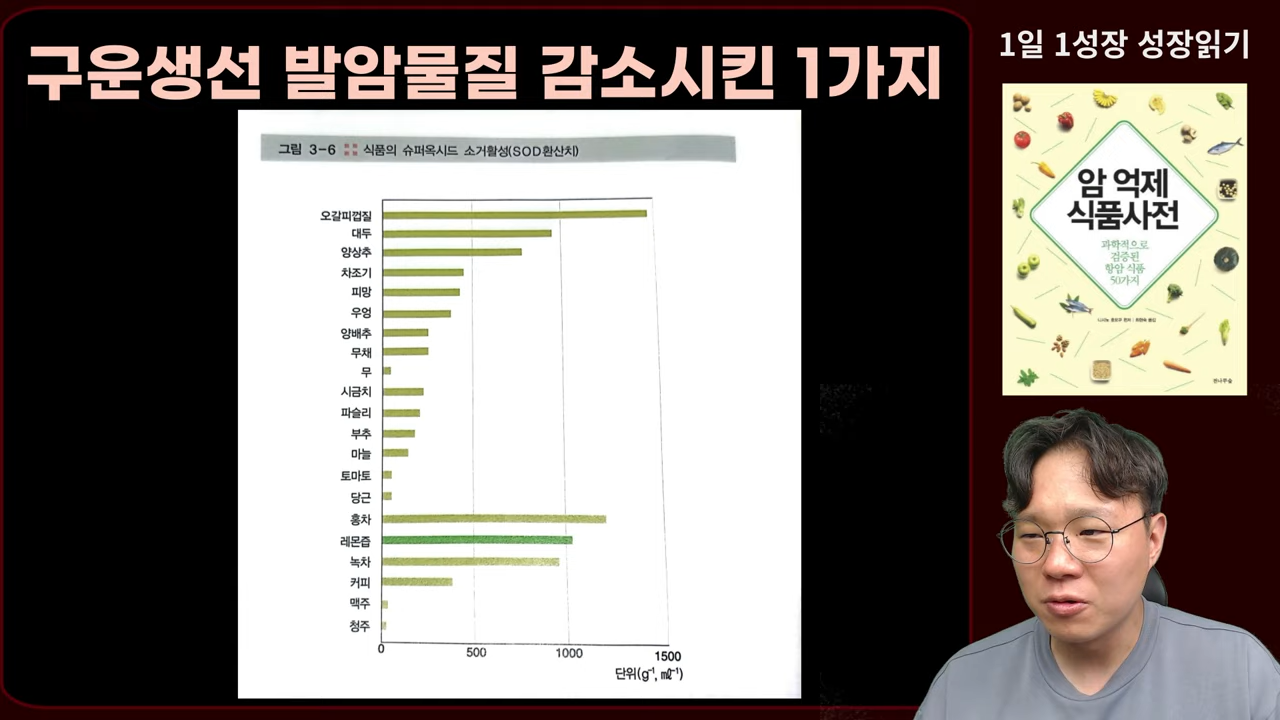 구운생선 발암물질 감소시킨 1가지
그림 3-6 식품의 슈퍼옥시드 소거활성(SOD환산치)
오갈피껍질
대두
양상추
차조기
피망
우엉
양배추
무채
무
시금치
파슬리
부추
마늘
토마토
당근
홍차
레몬즙
녹차
커피
맥주
청주
0
500
1000
1500
단위(g⁻¹, ㎖⁻¹)
1일 1성장 성장읽기
암 억제
식품사전
과학적으로
검증된
항암 식품
50가지
전나무숲